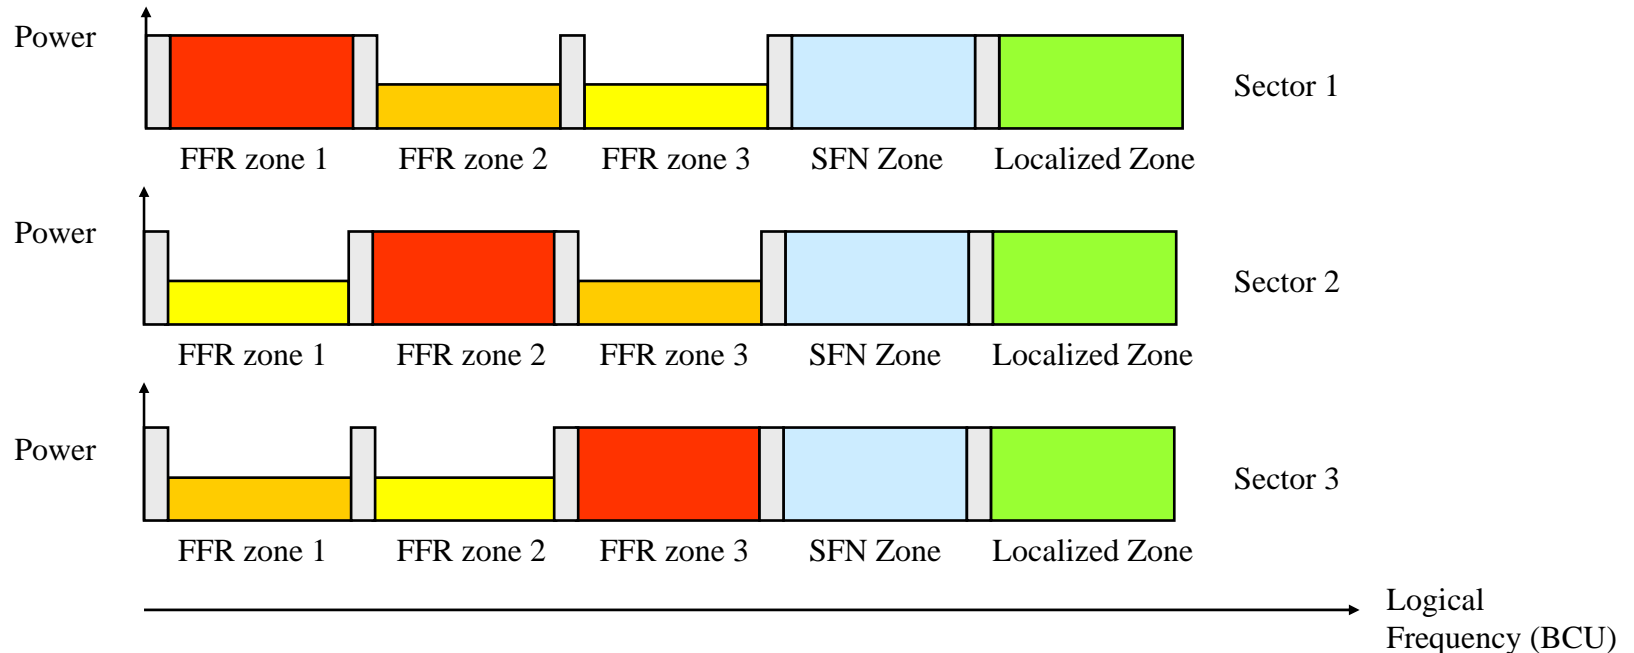 Power
Sector 1
FFR zone 1 FFR zone 2 FFR zone 3 SFN Zone Localized Zone
Power
Sector 2
FFR zone 1 FFR zone 2 FFR zone 3 SFN Zone Localized Zone
Power
Sector 3
FFR zone 1 FFR zone 2 FFR zone 3 SFN Zone Localized Zone
Logical
Frequency (BCU)